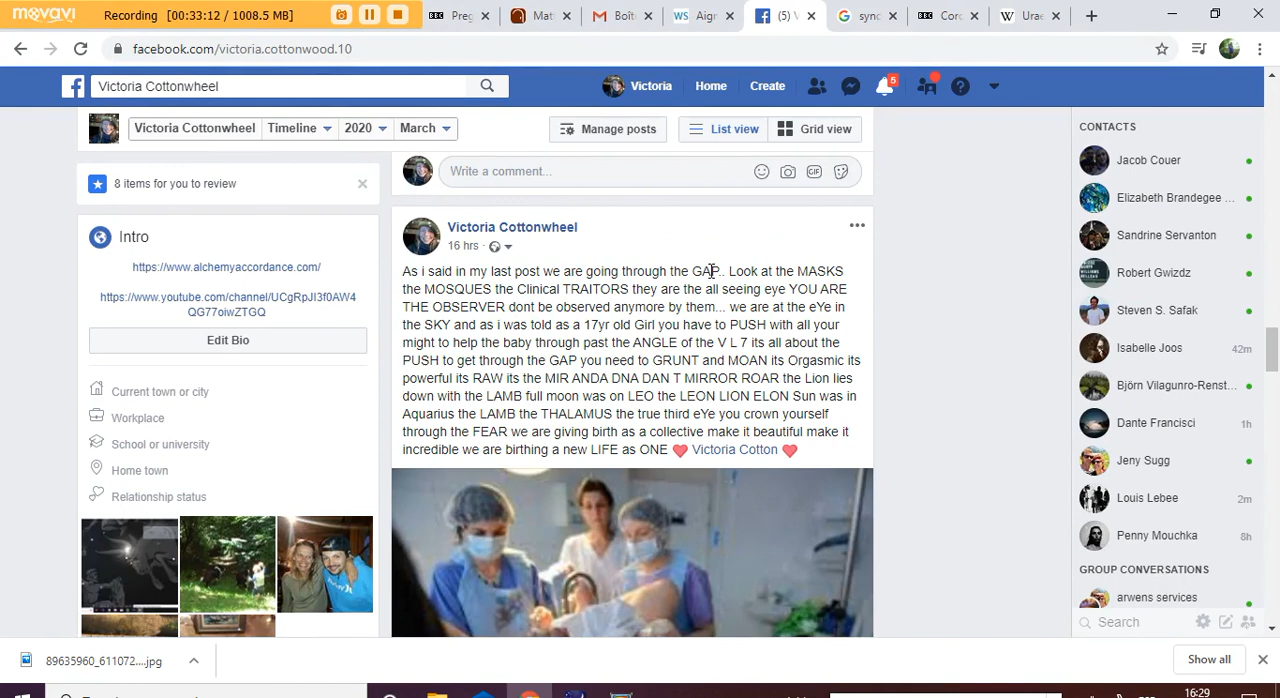 movavi Recording [00:33:12 / 1008.5 MB]
Preg
Mat
Boît
Aign
(5) V
sync
Corc
Urae
facebook.com/victoria.cottonwood.10
Victoria Cottonwheel
Victoria Home Create 5
Victoria Cottonwheel Timeline 2020 March Manage posts List view Grid view
8 items for you to review
Intro
https://www.alchemyaccordance.com/
https://www.youtube.com/channel/UCgRpJI3f0AW4
QG77oiwZTGQ
Edit Bio
Current town or city
Workplace
School or university
Home town
Relationship status
Write a comment...
GIF
Victoria Cottonwheel
16 hrs
As i said in my last post we are going through the GAP.. Look at the MASKS
the MOSQUES the Clinical TRAITORS they are the all seeing eye YOU ARE
THE OBSERVER dont be observed anymore by them... we are at the eYe in
the SKY and as i was told as a 17yr old Girl you have to PUSH with all your
might to help the baby through past the ANGLE of the V L 7 its all about the
PUSH to get through the GAP you need to GRUNT and MOAN its Orgasmic its
powerful its RAW its the MIR ANDA DNA DAN T MIRROR ROAR the Lion lies
down with the LAMB full moon was on LEO the LEON LION ELON Sun was in
Aquarius the LAMB the THALAMUS the true third eYe you crown yourself
through the FEAR we are giving birth as a collective make it beautiful make it
incredible we are birthing a new LIFE as ONE ❤ Victoria Cotton ❤
CONTACTS
Jacob Couer
Elizabeth Brandegee ...
Sandrine Servanton
Robert Gwizdz
Steven S. Safak
Isabelle Joos 42m
Björn Vilagunro-Renst...
Dante Francisci 1h
Jeny Sugg
Louis Lebee 2m
Penny Mouchka 8h
GROUP CONVERSATIONS
arwens services
Search
89635960_611072....jpg
Show all
16:29